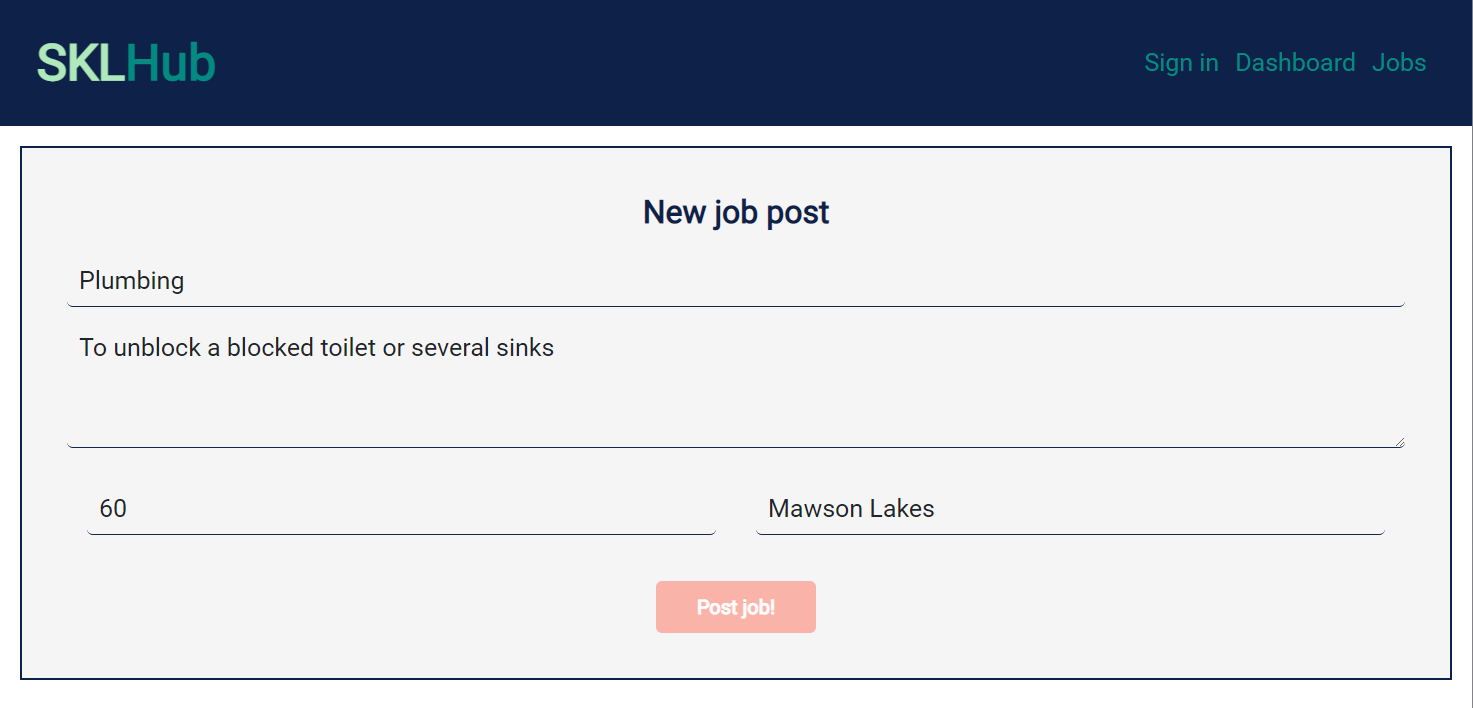 SKLHub
Sign in Dashboard Jobs
New job post
Plumbing
To unblock a blocked toilet or several sinks
60
Mawson Lakes
Post job!